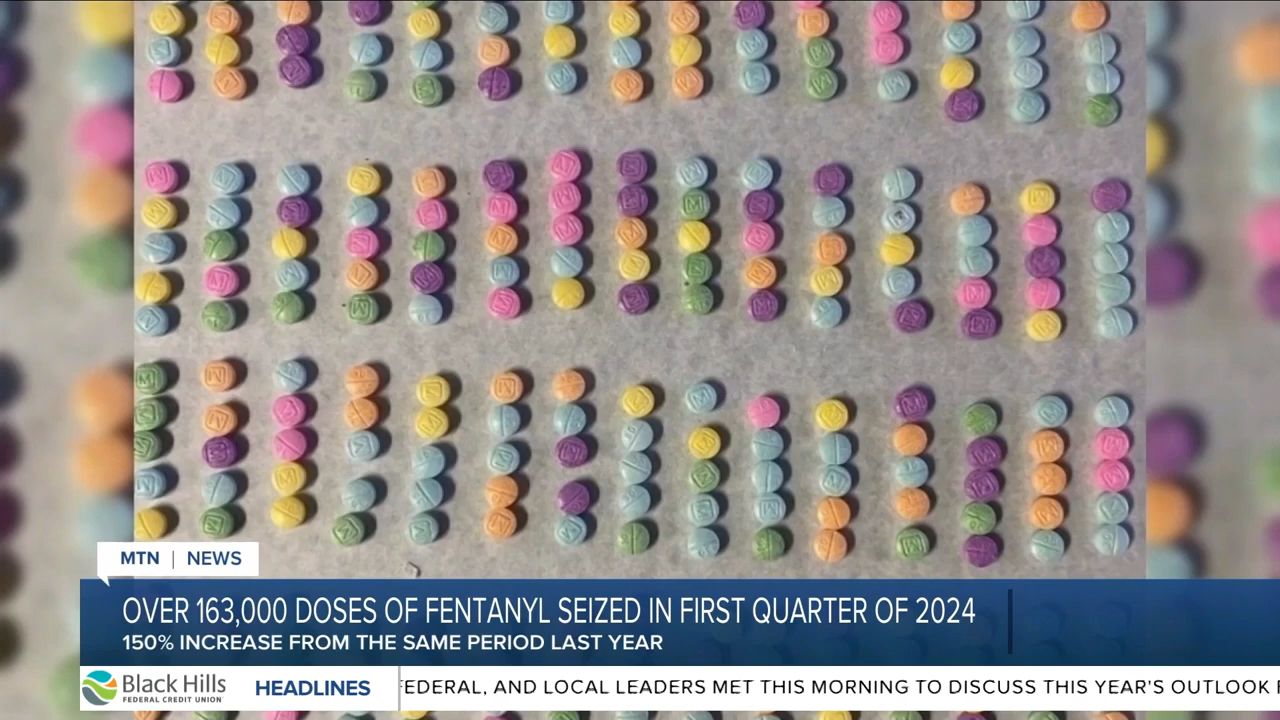 MTN | NEWS
OVER 163,000 DOSES OF FENTANYL SEIZED IN FIRST QUARTER OF 2024
150% INCREASE FROM THE SAME PERIOD LAST YEAR
Black Hills
FEDERAL CREDIT UNION
HEADLINES
FEDERAL, AND LOCAL LEADERS MET THIS MORNING TO DISCUSS THIS YEAR'S OUTLOOK